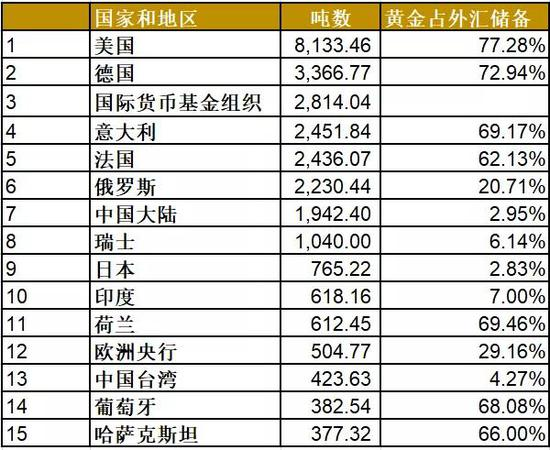 国家和地区 吨数 黄金占外汇储备
1 美国 8,133.46 77.28%
2 德国 3,366.77 72.94%
3 国际货币基金组织 2,814.04
4 意大利 2,451.84 69.17%
5 法国 2,436.07 62.13%
6 俄罗斯 2,230.44 20.71%
7 中国大陆 1,942.40 2.95%
8 瑞士 1,040.00 6.14%
9 日本 765.22 2.83%
10 印度 618.16 7.00%
11 荷兰 612.45 69.46%
12 欧洲央行 504.77 29.16%
13 中国台湾 423.63 4.27%
14 葡萄牙 382.54 68.08%
15 哈萨克斯坦 377.32 66.00%